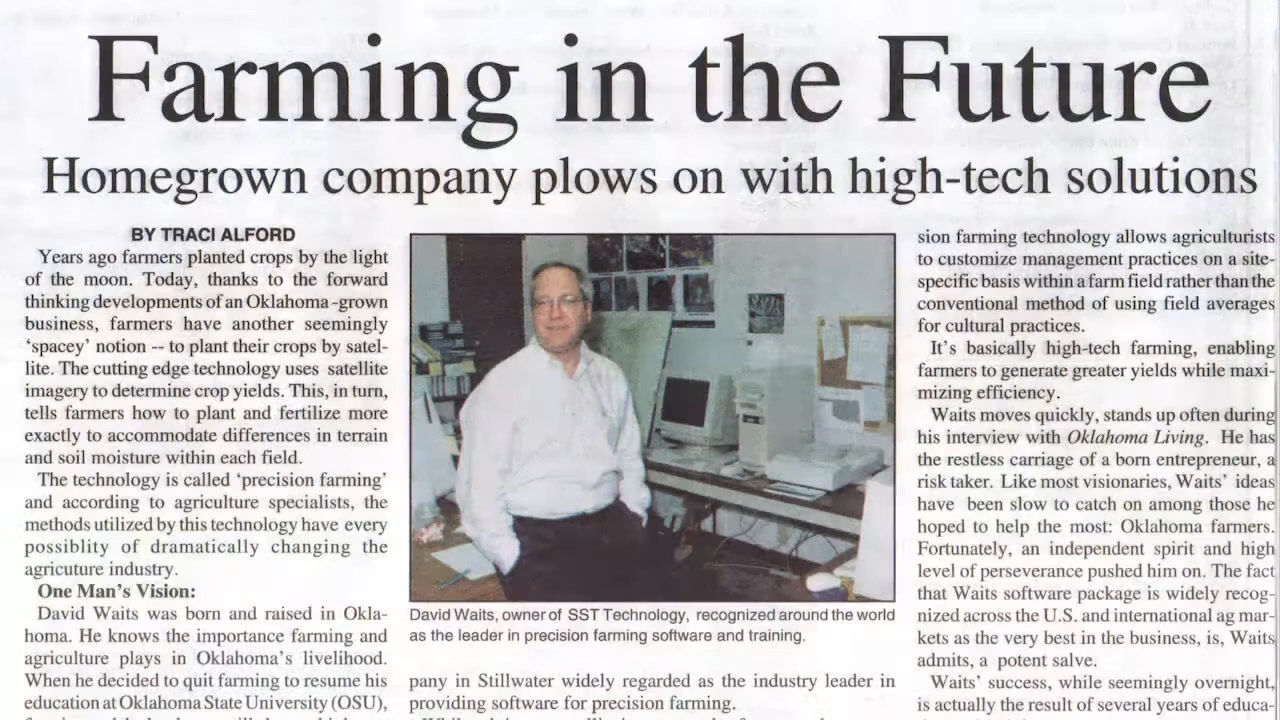 Farming in the Future
Homegrown company plows on with high-tech solutions
BY TRACI ALFORD
Years ago farmers planted crops by the light
of the moon. Today, thanks to the forward
thinking developments of an Oklahoma -grown
business, farmers have another seemingly
‘spacey’ notion -- to plant their crops by satel-
lite. The cutting edge technology uses satellite
imagery to determine crop yields. This, in turn,
tells farmers how to plant and fertilize more
exactly to accommodate differences in terrain
and soil moisture within each field.
The technology is called ‘precision farming’
and according to agriculture specialists, the
methods utilized by this technology have every
possiblity of dramatically changing the
agricuture industry.
One Man’s Vision:
David Waits was born and raised in Okla-
homa. He knows the importance farming and
agriculture plays in Oklahoma’s livelihood.
When he decided to quit farming to resume his
education at Oklahoma State University (OSU),
David Waits, owner of SST Technology, recognized around the world
as the leader in precision farming software and training.
pany in Stillwater widely regarded as the industry leader in
providing software for precision farming.
sion farming technology allows agriculturists
to customize management practices on a site-
specific basis within a farm field rather than the
conventional method of using field averages
for cultural practices.
It’s basically high-tech farming, enabling
farmers to generate greater yields while maxi-
mizing efficiency.
Waits moves quickly, stands up often during
his interview with Oklahoma Living. He has
the restless carriage of a born entrepreneur, a
risk taker. Like most visionaries, Waits’ ideas
have been slow to catch on among those he
hoped to help the most: Oklahoma farmers.
Fortunately, an independent spirit and high
level of perseverance pushed him on. The fact
that Waits software package is widely recog-
nized across the U.S. and international ag mar-
kets as the very best in the business, is, Waits
admits, a potent salve.
Waits’ success, while seemingly overnight,
is actually the result of several years of educa-